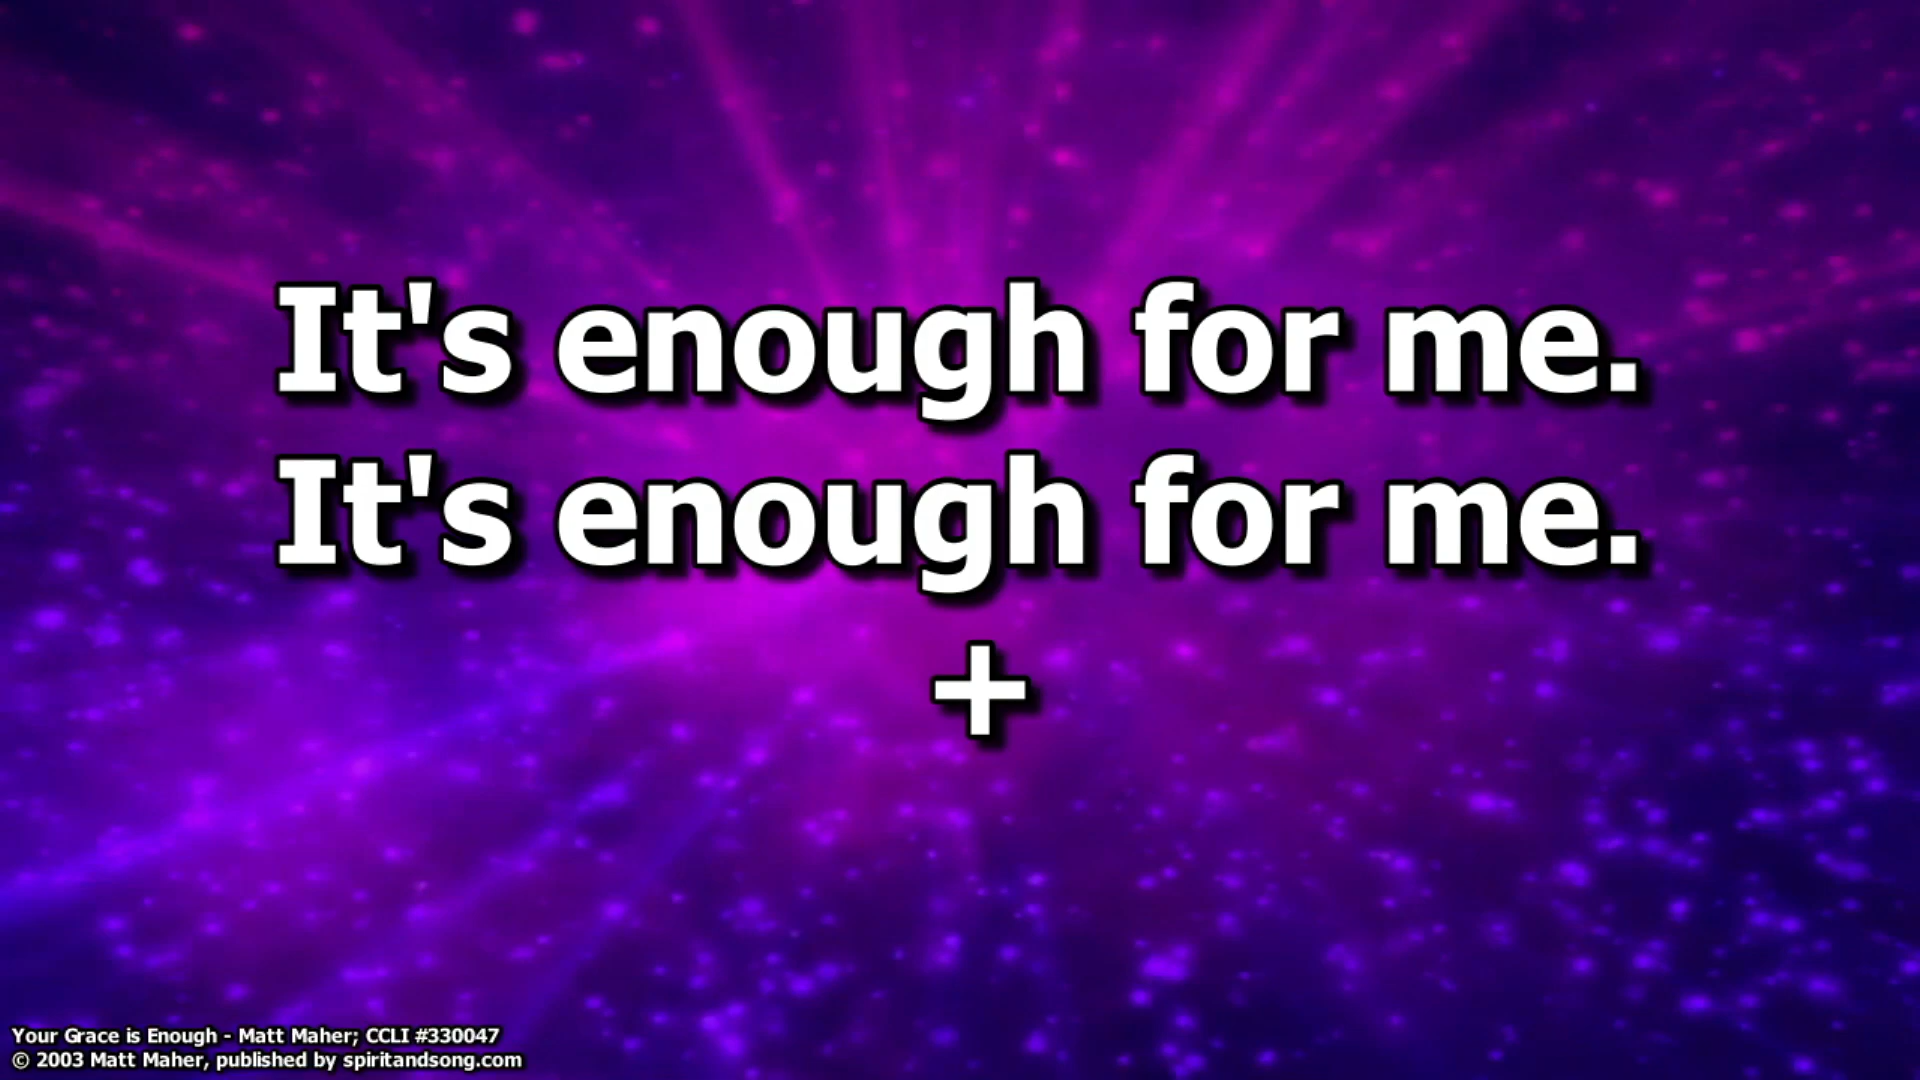 It's enough for me.
It's enough for me.
+
Your Grace is Enough - Matt Maher; CCLI #330047
© 2003 Matt Maher, published by spiritandsong.com